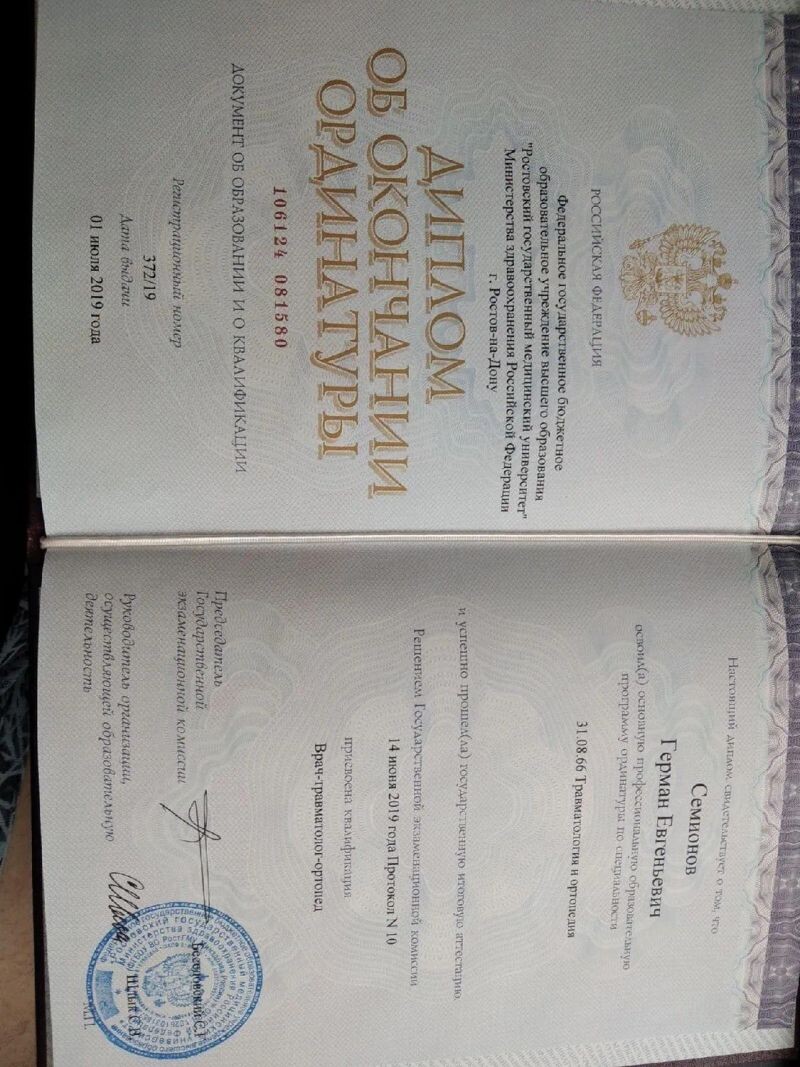 РОССИЙСКАЯ ФЕДЕРАЦИЯ
Федеральное государственное бюджетное
образовательное учреждение высшего образования
"Ростовский государственный медицинский университет"
Министерства здравоохранения Российской Федерации
г. Ростов-на-Дону
ДИПЛОМ
ОБ ОКОНЧАНИИ
ОРДИНАТУРЫ
106124 081580
ДОКУМЕНТ ОБ ОБРАЗОВАНИИ И О КВАЛИФИКАЦИИ
Регистрационный номер
372/19
Дата выдачи
01 июля 2019 года
Настоящий диплом свидетельствует о том, что
Семионов
Герман Евгеньевич
освоил(а) основную профессиональную образовательную
программу ординатуры по специальности
31.08.66 Травматология и ортопедия
и успешно прошел(ла) государственную итоговую аттестацию.
Решением Государственной экзаменационной комиссии
14 июня 2019 года Протокол N 10
присвоена квалификация
Врач-травматолог-ортопед
Председатель
Государственной
экзаменационной комиссии
Руководитель организации,
осуществляющей образовательную
деятельность
М.П.